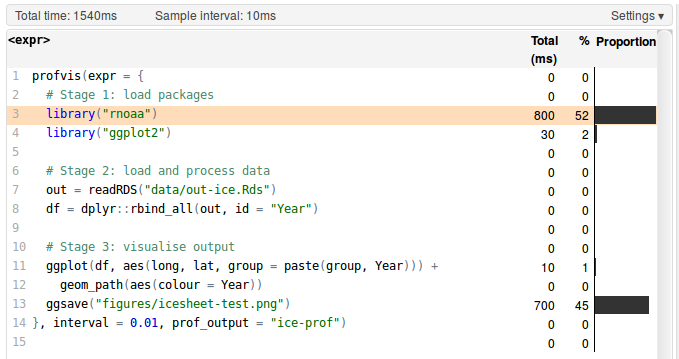 Total time: 1540ms Sample interval: 10ms Settings ▾
<expr> Total (ms) % Proportion
1 profvis(expr = { 0 0
2 # Stage 1: load packages 0 0
3 library("rnoaa") 800 52
4 library("ggplot2") 30 2
5 0 0
6 # Stage 2: load and process data 0 0
7 out = readRDS("data/out-ice.Rds") 0 0
8 df = dplyr::rbind_all(out, id = "Year") 0 0
9 0 0
10 # Stage 3: visualise output 0 0
11 ggplot(df, aes(long, lat, group = paste(group, Year))) + 10 1
12 geom_path(aes(colour = Year)) 0 0
13 ggsave("figures/icesheet-test.png") 700 45
14 }, interval = 0.01, prof_output = "ice-prof") 0 0
15 0 0